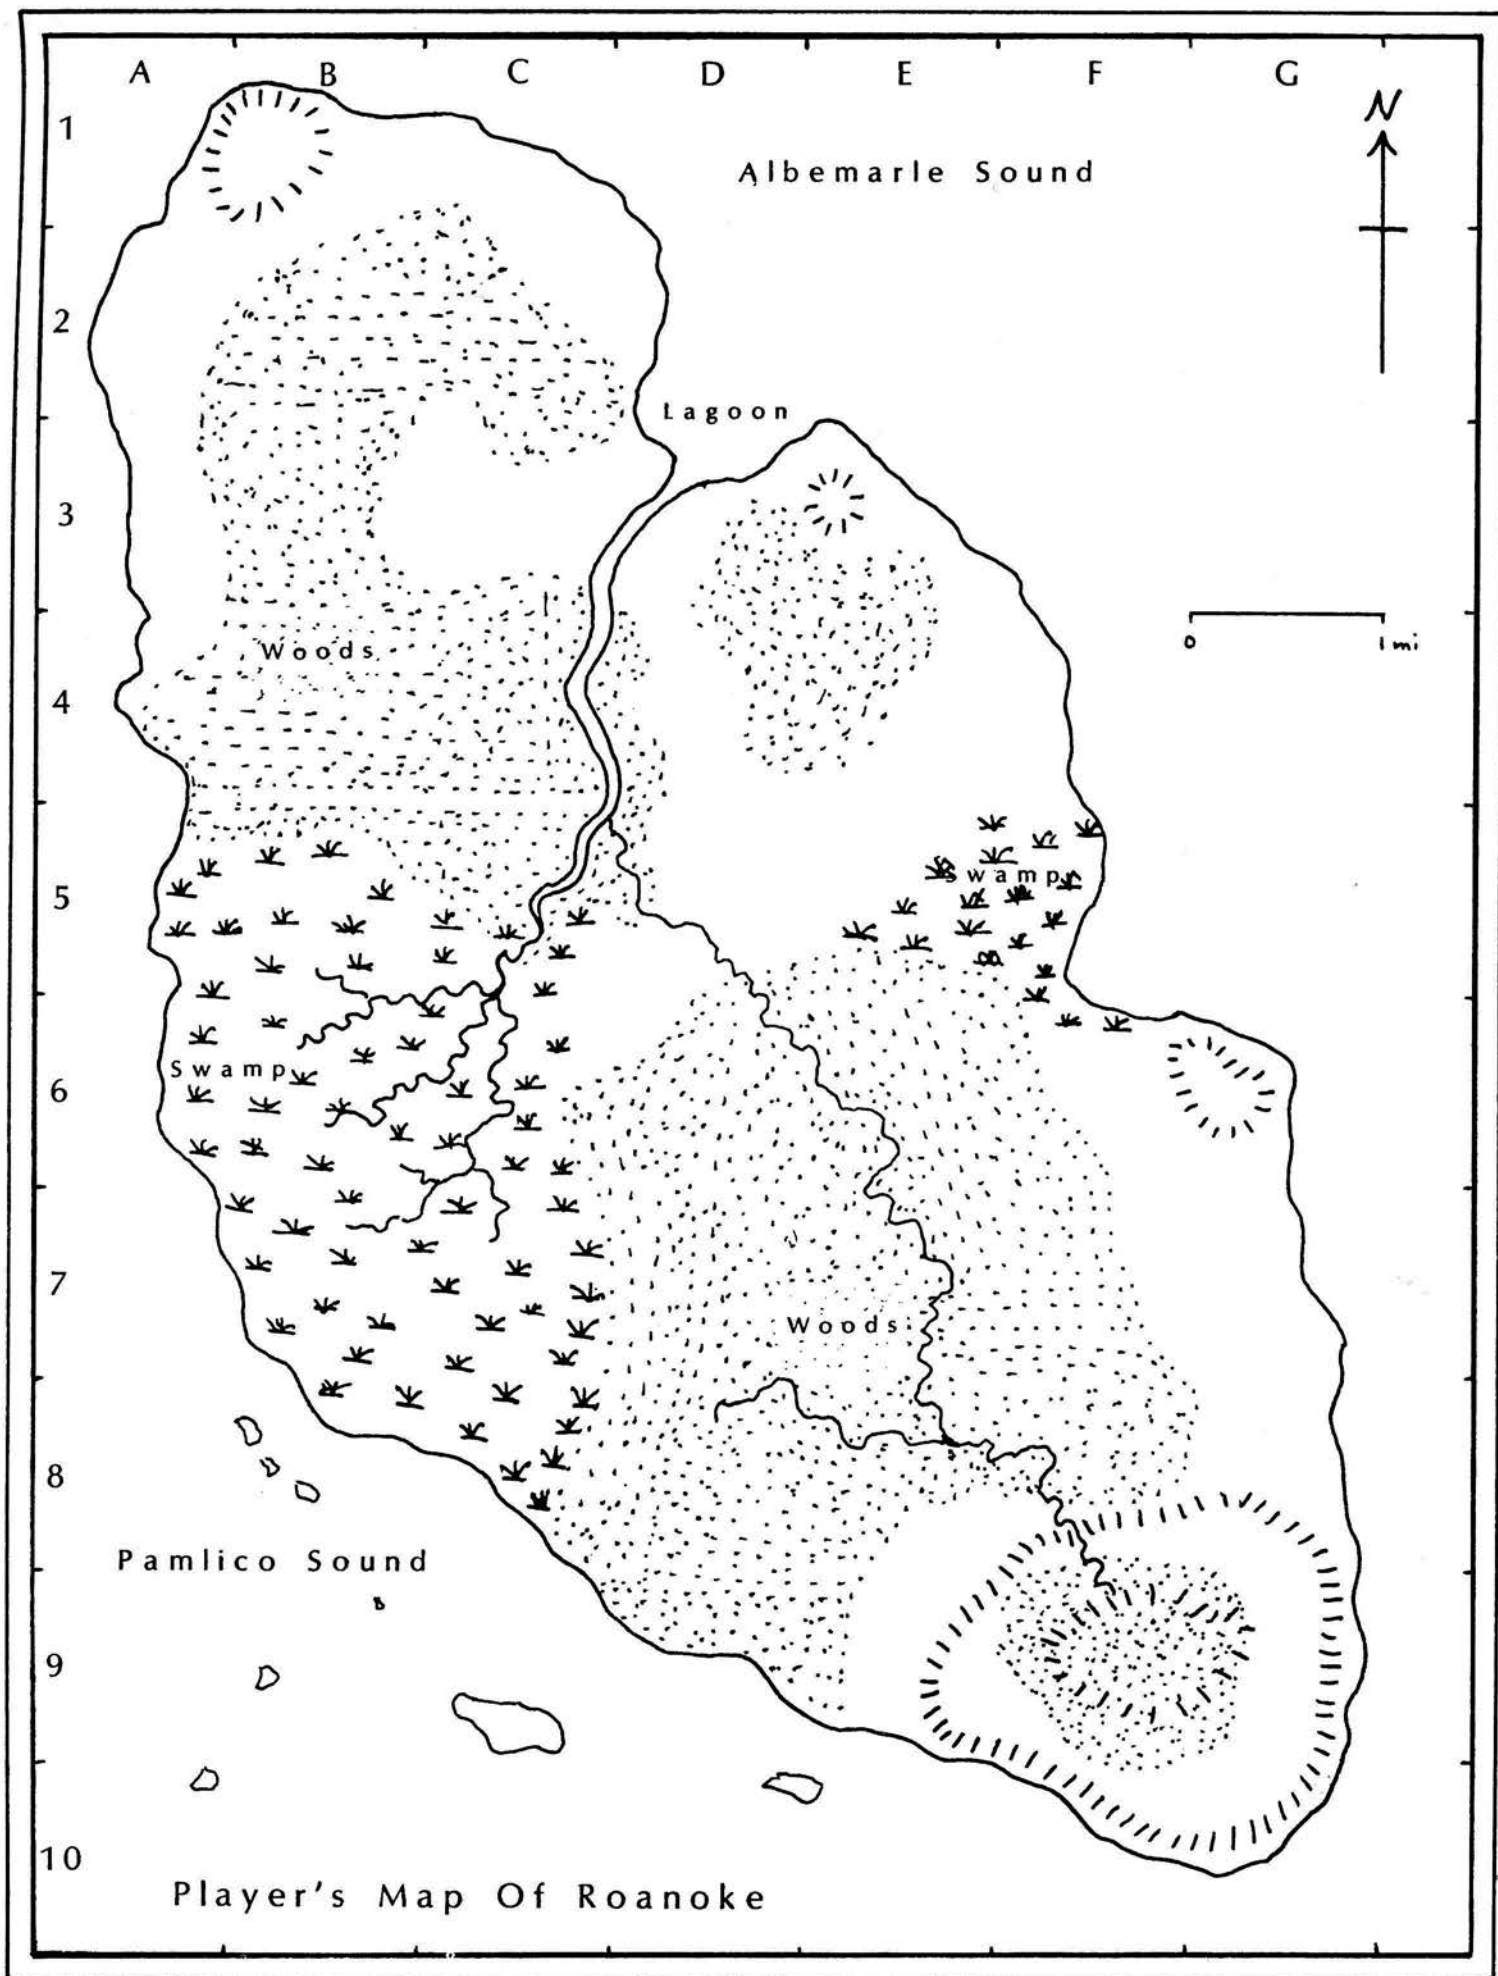 A B C D E F G
N
1
Albemarle Sound
2
Lagoon
3
0 1 mi
Woods
4
Swamp
5
Swamp
6
7
Woods
8
Pamlico Sound
9
10
Player's Map Of Roanoke